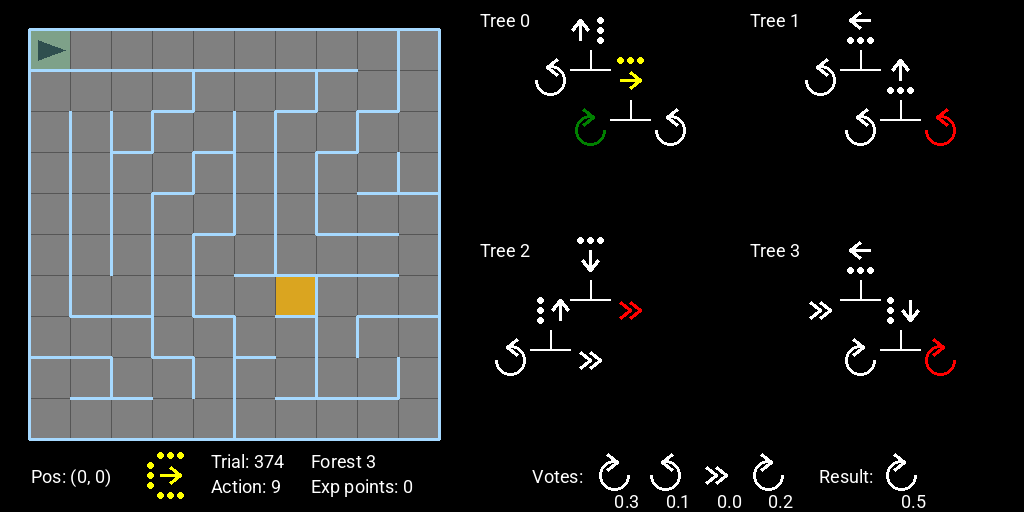 Tree 0
Tree 1
Tree 2
Tree 3
Pos: (0, 0)
Trial: 374
Forest 3
Action: 9
Exp points: 0
Votes:
0.3
0.1
0.0
0.2
Result:
0.5